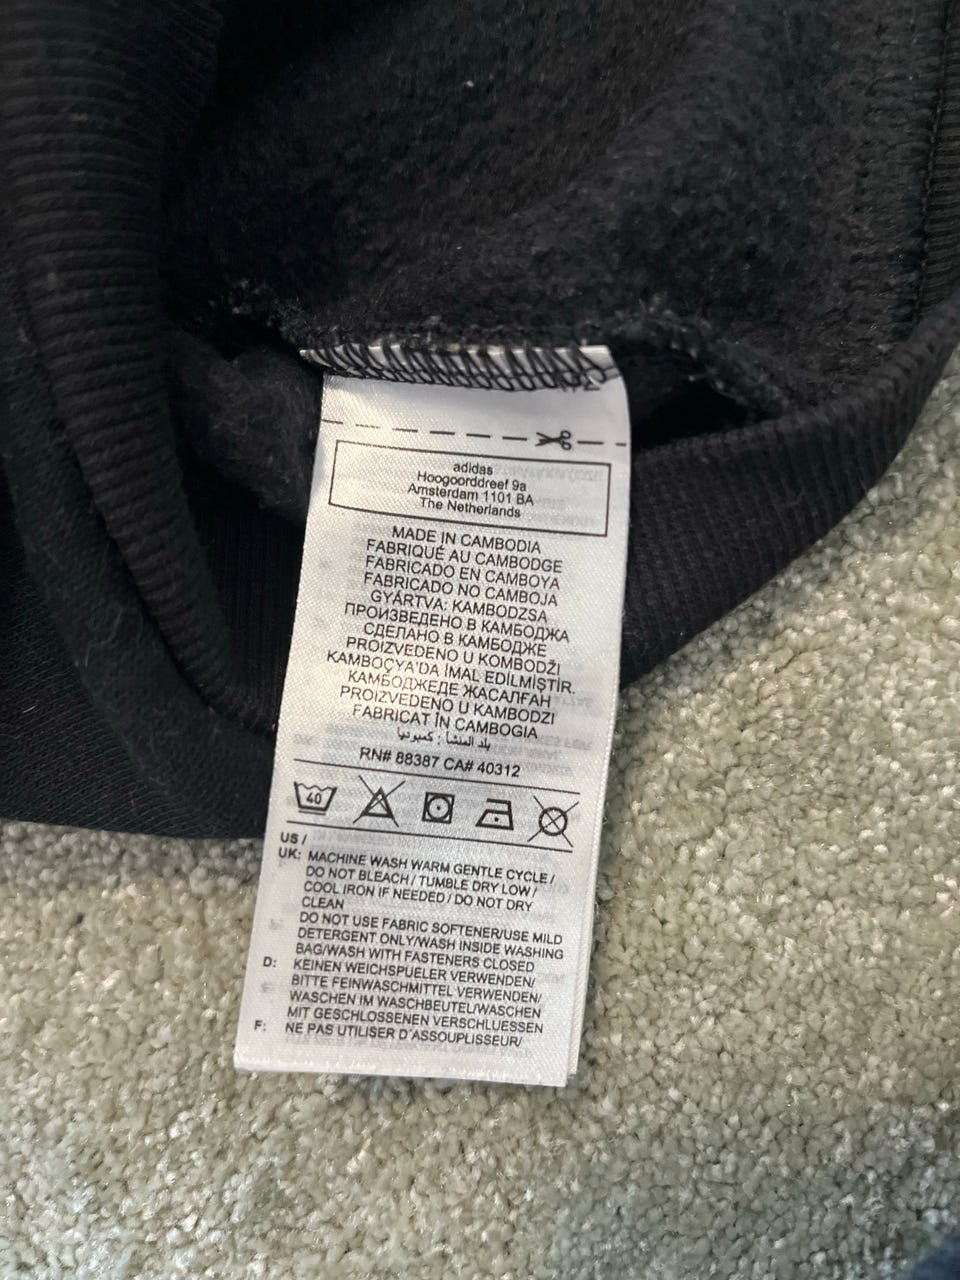 adidas
Hoogoorddreef 9a
Amsterdam 1101 BA
The Netherlands
MADE IN CAMBODIA
FABRIQUÉ AU CAMBODGE
FABRICADO EN CAMBOYA
FABRICADO NO CAMBOJA
GYÁRTVA: KAMBODZSA
ПРОИЗВЕДЕНО В КАМБОДЖА
СДЕЛАНО В КАМБОДЖЕ
PROIZVEDENO U KOMBODŽI
KAMBOÇYA'DA İMAL EDİLMİŞTİR.
КАМБОДЖЕДЕ ЖАСАЛҒАН
PROIZVEDENO U KAMBODZI
FABRICAT ÎN CAMBOGIA
بلد المنشأ : كمبوديا
RN# 88387 CA# 40312
40
US /
UK: MACHINE WASH WARM GENTLE CYCLE /
DO NOT BLEACH / TUMBLE DRY LOW /
COOL IRON IF NEEDED / DO NOT DRY
CLEAN
DO NOT USE FABRIC SOFTENER/USE MILD
DETERGENT ONLY/WASH INSIDE WASHING
BAG/WASH WITH FASTENERS CLOSED
D: KEINEN WEICHSPUELER VERWENDEN/
BITTE FEINWASCHMITTEL VERWENDEN/
WASCHEN IM WASCHBEUTEL/WASCHEN
MIT GESCHLOSSENEN VERSCHLUESSEN
F: NE PAS UTILISER D'ASSOUPLISSEUR/